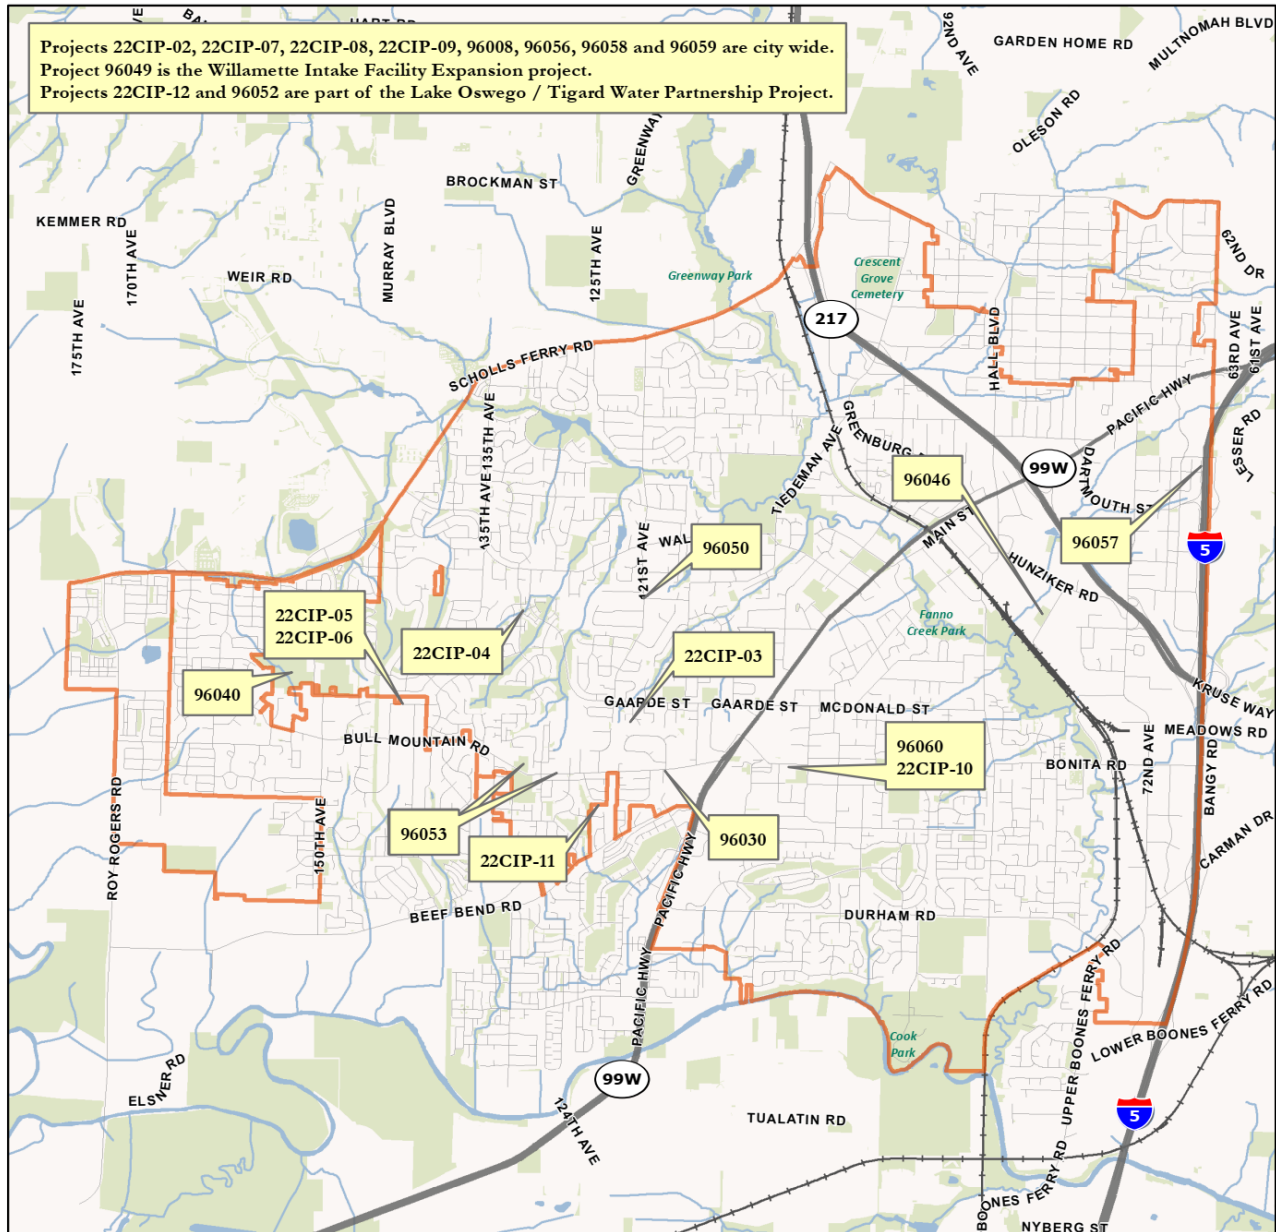 Projects 22CIP-02, 22CIP-07, 22CIP-08, 22CIP-09, 96008, 96056, 96058 and 96059 are city wide.
Project 96049 is the Willamette Intake Facility Expansion project.
Projects 22CIP-12 and 96052 are part of the Lake Oswego / Tigard Water Partnership Project.
92ND AVE
GARDEN HOME RD
MULTNOMAH BLVD
OLESON RD
GREENWAY
BROCKMAN ST
KEMMER RD
170TH AVE
MURRAY BLVD
125TH AVE
WEIR RD
175TH AVE
Greenway Park
Crescent
Grove
Cemetery
62ND DR
63RD AVE
61ST AVE
217
HALL BLVD
SCHOLLS FERRY RD
PACIFIC HWY
LESSER RD
135TH AVE
135TH AVE
GREENBURG
TIEDEMAN AVE
99W
DARTMOUTH ST
96046
MAIN ST
96057
5
121ST AVE
WAL
96050
HUNZIKER RD
22CIP-05
22CIP-06
22CIP-04
22CIP-03
Fanno
Creek Park
96040
GAARDE ST
GAARDE ST
MCDONALD ST
KRUSE WAY
MEADOWS RD
BULL MOUNTAIN RD
96060
22CIP-10
BONITA RD
72ND AVE
BANGY RD
ROY ROGERS RD
150TH AVE
96053
22CIP-11
96030
CARMAN DR
PACIFIC HWY
BEEF BEND RD
DURHAM RD
PACIFIC HWY
UPPER BOONES FERRY RD
LOWER BOONES FERRY RD
Cook
Park
ELSNER RD
99W
124TH AVE
TUALATIN RD
5
BOONES FERRY RD
NYBERG ST